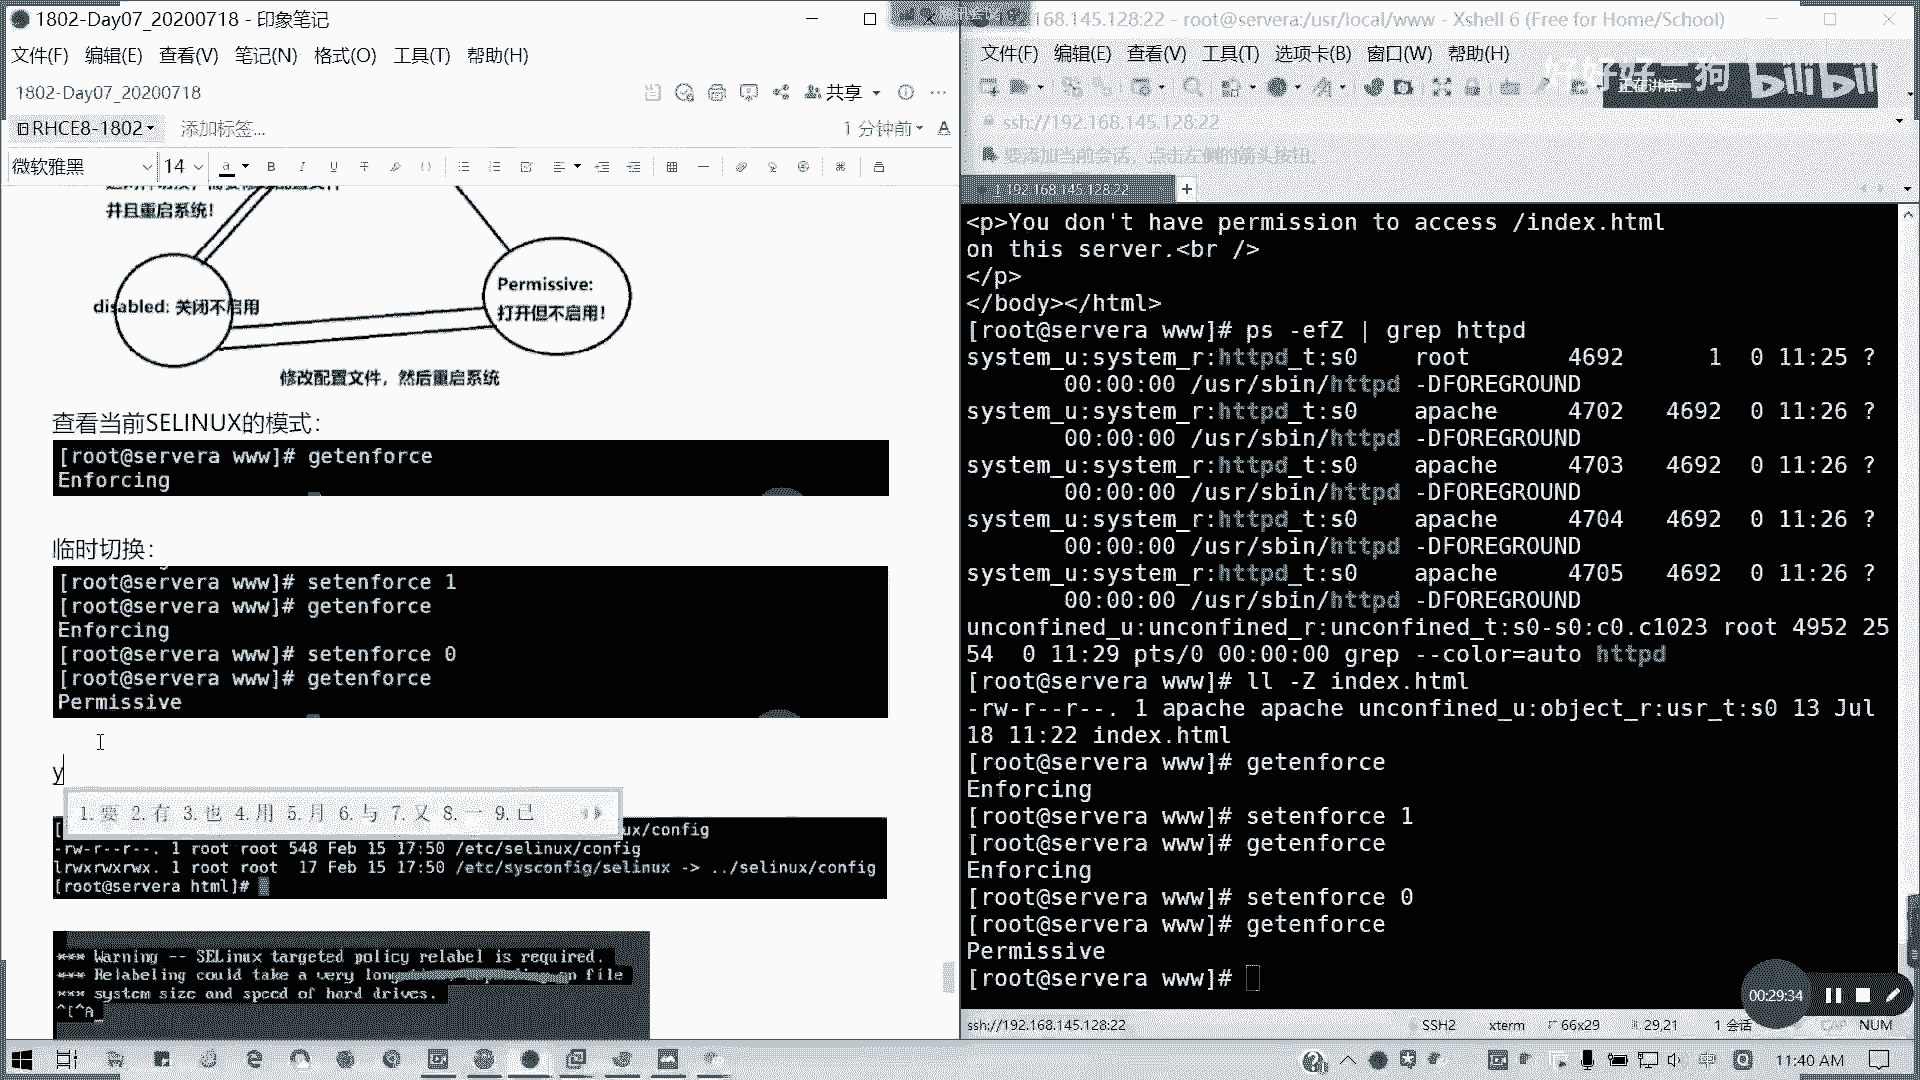 1802-Day07_20200718 - 印象笔记
文件(F) 编辑(E) 查看(V) 笔记(N) 格式(O) 工具(T) 帮助(H)
1802-Day07_20200718
共享
RHCE8-1802
添加标签...
1 分钟前
微软雅黑 14
并且重启系统!
disabled: 关闭不启用
Permissive:
打开但不启用!
修改配置文件，然后重启系统
查看当前SELINUX的模式：
[root@servera www]# getenforce
Enforcing
临时切换：
[root@servera www]# setenforce 1
[root@servera www]# getenforce
Enforcing
[root@servera www]# setenforce 0
[root@servera www]# getenforce
Permissive
y
1.要 2.有 3.也 4.用 5.月 6.与 7.又 8.一 9.已
ux/config
-rw-r--r--. 1 root root 548 Feb 15 17:50 /etc/selinux/config
lrwxrwxrwx. 1 root root  17 Feb 15 17:50 /etc/sysconfig/selinux -> ../selinux/config
[root@servera html]#
*** Warning -- SELinux targeted policy relabel is required.
*** Relabeling could take a very long file
*** system size and speed of hard drives.
168.145.128:22 - root@servera:/usr/local/www - Xshell 6 (Free for Home/School)
文件(F) 编辑(E) 查看(V) 工具(T) 选项卡(B) 窗口(W) 帮助(H)
bilibili
正在讲话:
ssh://192.168.145.128:22
要添加当前会话，点击左侧的箭头按钮。
1 192.168.145.128:22
<p>You don't have permission to access /index.html
on this server.<br />
</p>
</body></html>
[root@servera www]# ps -efZ | grep httpd
system_u:system_r:httpd_t:s0    root       4692      1  0 11:25 ?
       00:00:00 /usr/sbin/httpd -DFOREGROUND
system_u:system_r:httpd_t:s0    apache     4702   4692  0 11:26 ?
       00:00:00 /usr/sbin/httpd -DFOREGROUND
system_u:system_r:httpd_t:s0    apache     4703   4692  0 11:26 ?
       00:00:00 /usr/sbin/httpd -DFOREGROUND
system_u:system_r:httpd_t:s0    apache     4704   4692  0 11:26 ?
       00:00:00 /usr/sbin/httpd -DFOREGROUND
system_u:system_r:httpd_t:s0    apache     4705   4692  0 11:26 ?
       00:00:00 /usr/sbin/httpd -DFOREGROUND
unconfined_u:unconfined_r:unconfined_t:s0-s0:c0.c1023 root 4952 25
54  0 11:29 pts/0 00:00:00 grep --color=auto httpd
[root@servera www]# ll -Z index.html
-rw-r--r--. 1 apache apache unconfined_u:object_r:usr_t:s0 13 Jul
18 11:22 index.html
[root@servera www]# getenforce
Enforcing
[root@servera www]# setenforce 1
[root@servera www]# getenforce
Enforcing
[root@servera www]# setenforce 0
[root@servera www]# getenforce
Permissive
[root@servera www]#
00:29:34
ssh://192.168.145.128:22 SSH2 xterm 66x29 29,21 1 会话 CAP NUM
11:40 AM